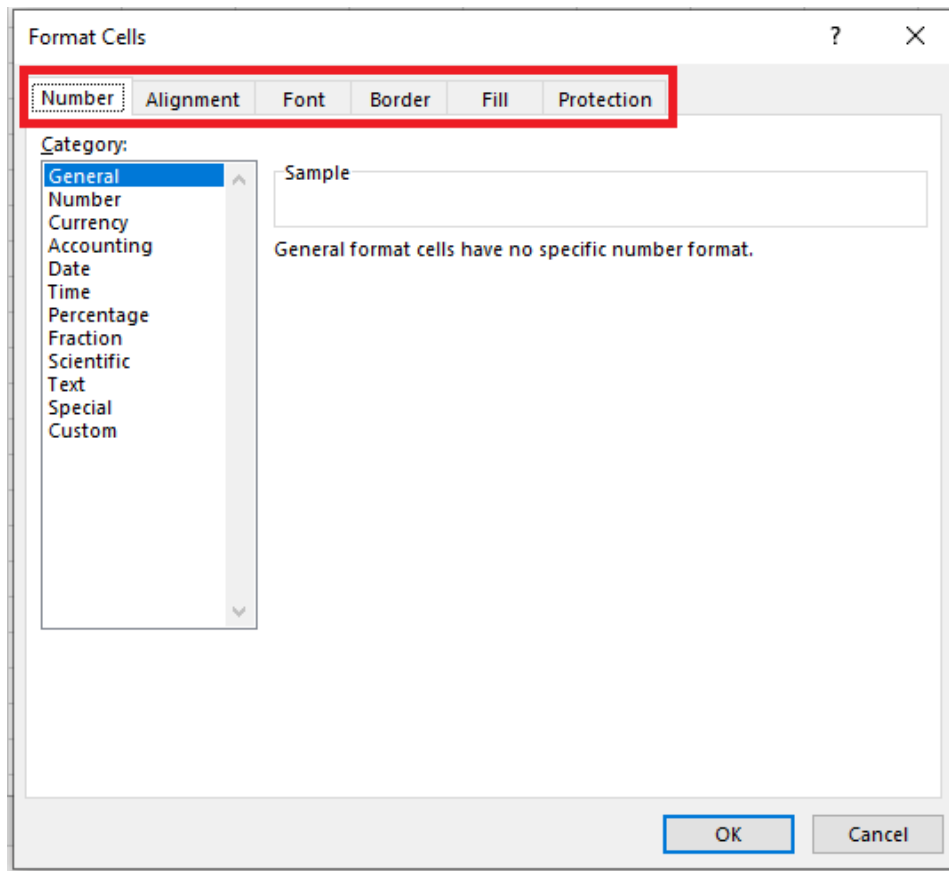 Format Cells ?
Number Alignment Font Border Fill Protection
Category:
General
Number
Currency
Accounting
Date
Time
Percentage
Fraction
Scientific
Text
Special
Custom
Sample
General format cells have no specific number format.
OK Cancel